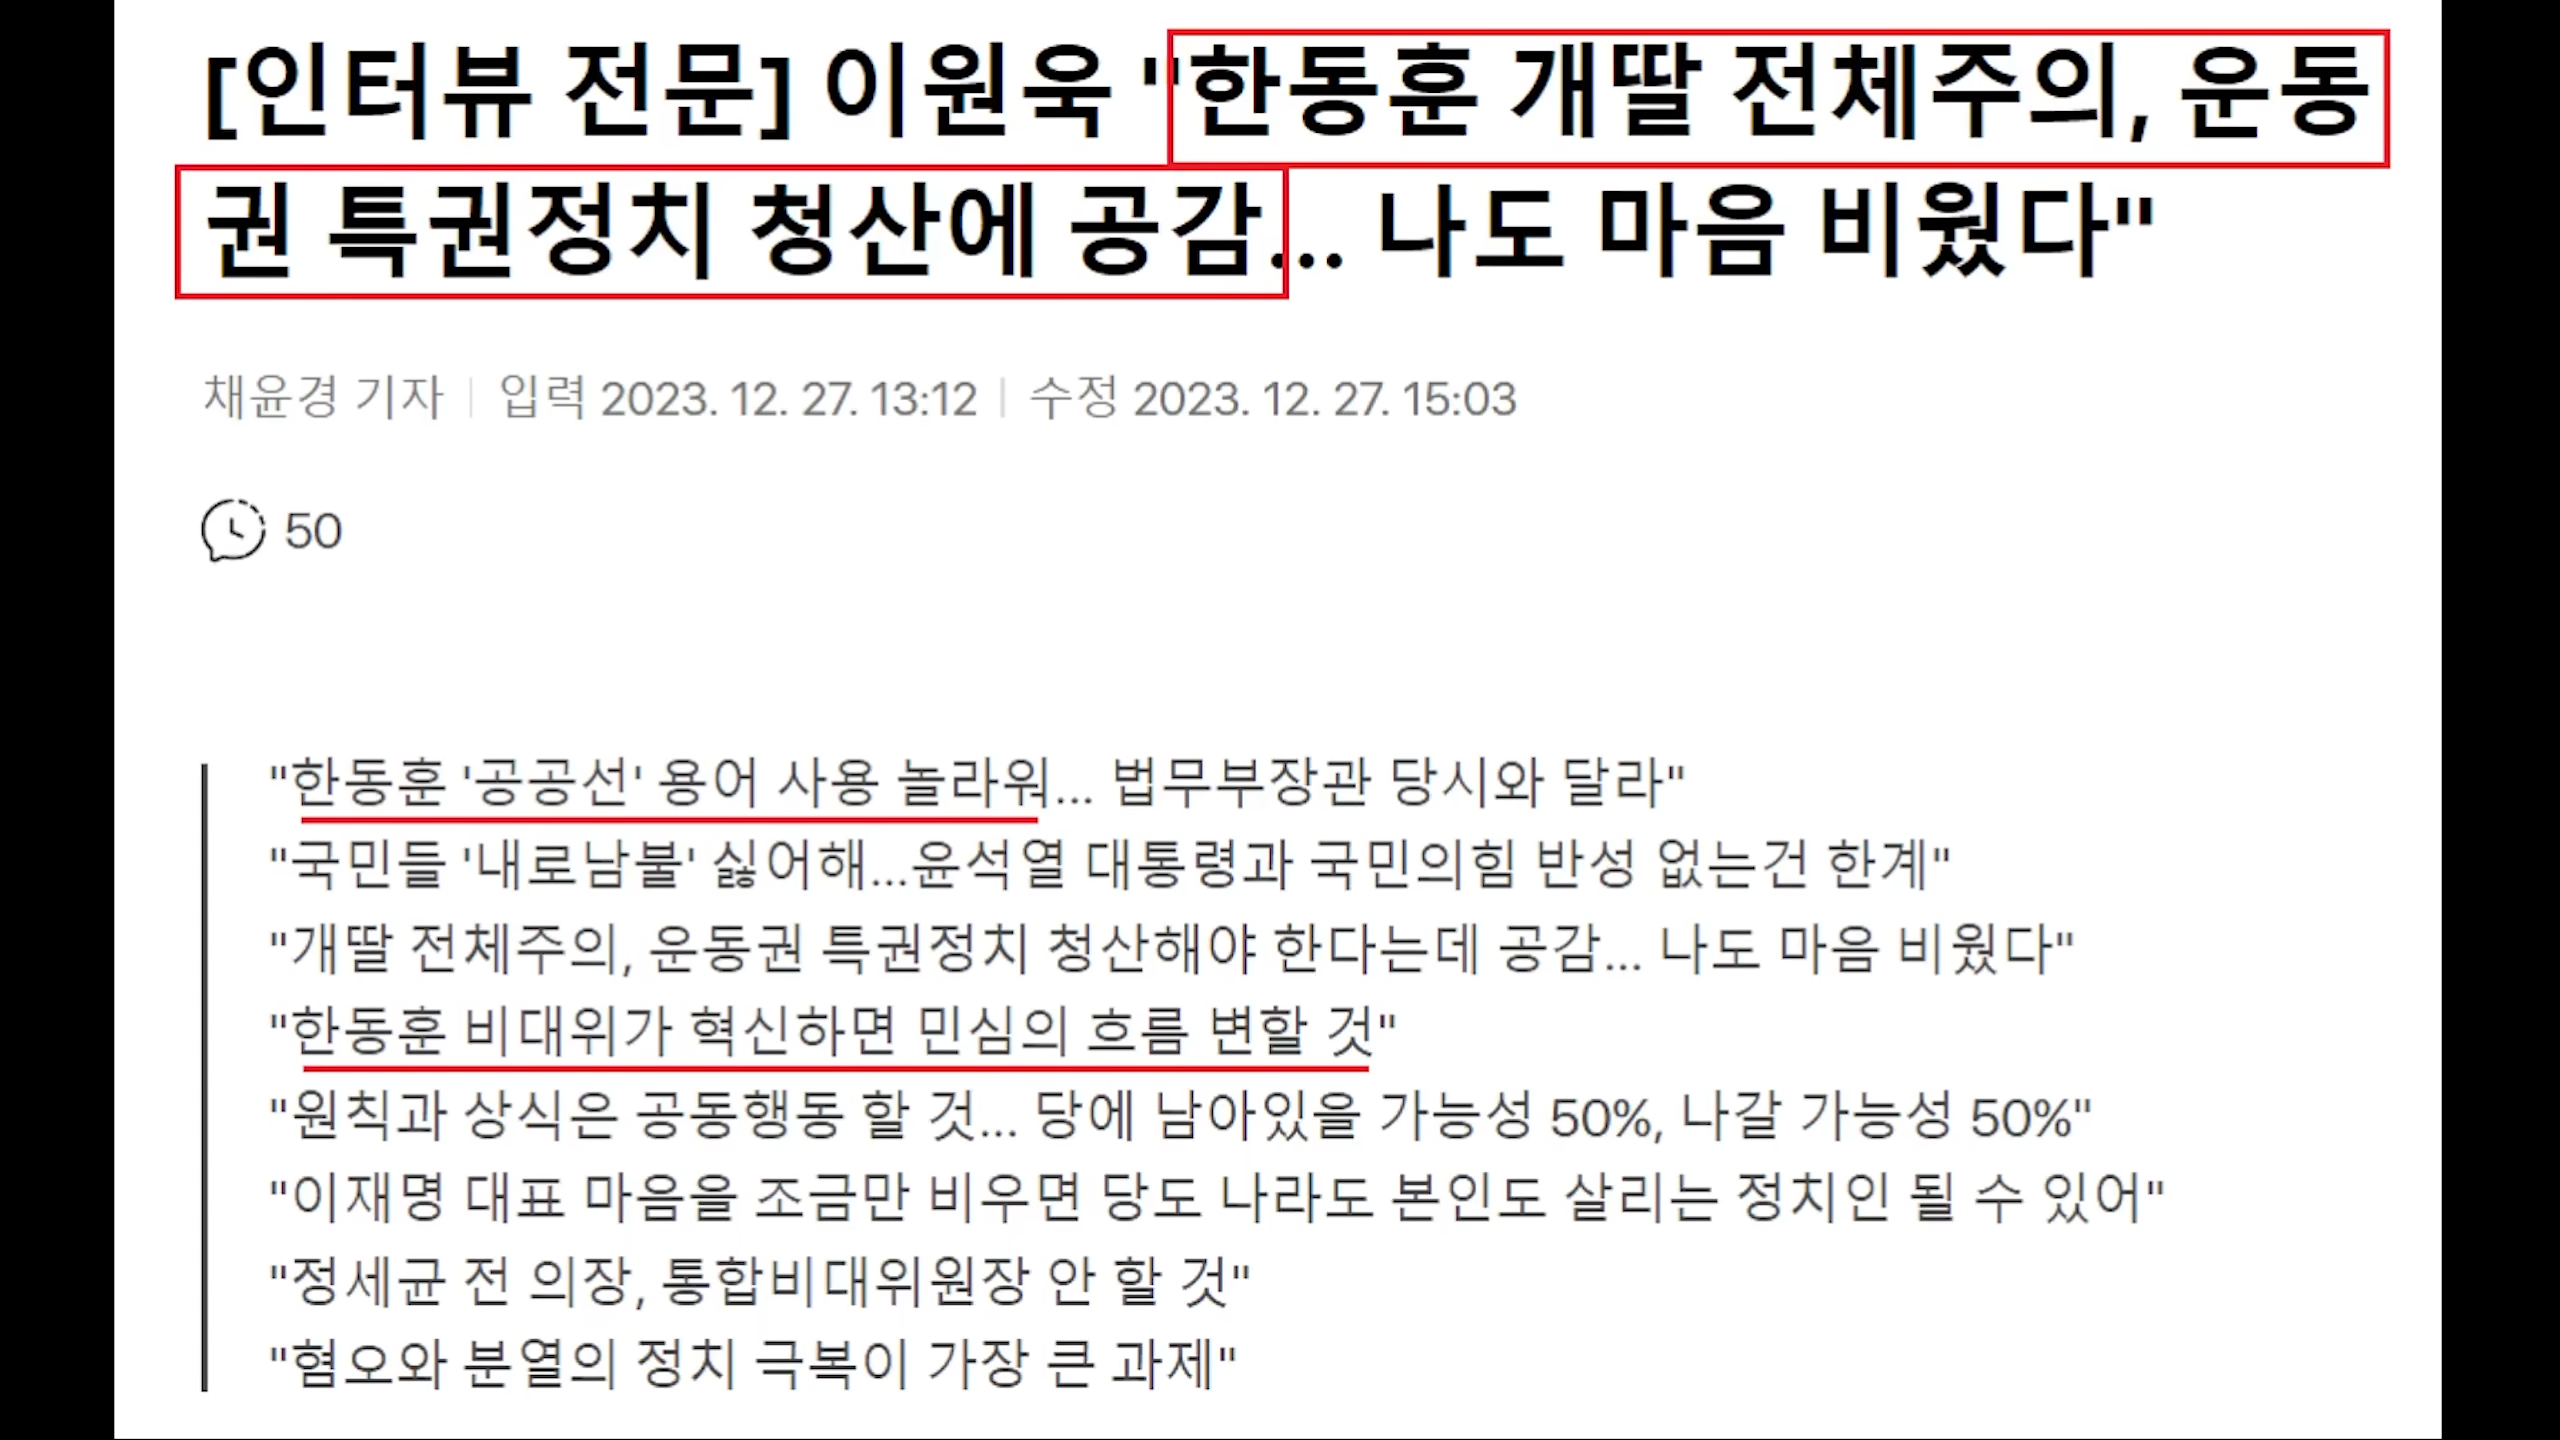 [인터뷰 전문] 이원욱 "한동훈 개딸 전체주의, 운동
권 특권정치 청산에 공감... 나도 마음 비웠다"
채윤경 기자 | 입력 2023. 12. 27. 13:12 | 수정 2023. 12. 27. 15:03
50
"한동훈 '공공선' 용어 사용 놀라워... 법무부장관 당시와 달라"
"국민들 '내로남불' 싫어해...윤석열 대통령과 국민의힘 반성 없는건 한계"
"개딸 전체주의, 운동권 특권정치 청산해야 한다는데 공감... 나도 마음 비웠다"
"한동훈 비대위가 혁신하면 민심의 흐름 변할 것"
"원칙과 상식은 공동행동 할 것... 당에 남아있을 가능성 50%, 나갈 가능성 50%"
"이재명 대표 마음을 조금만 비우면 당도 나라도 본인도 살리는 정치인 될 수 있어"
"정세균 전 의장, 통합비대위원장 안 할 것"
"혐오와 분열의 정치 극복이 가장 큰 과제"